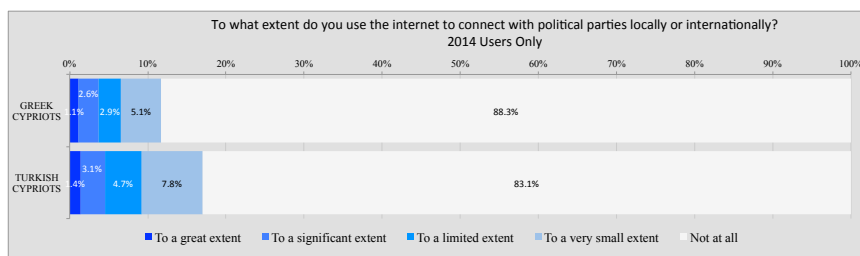 To what extent do you use the internet to connect with political parties locally or internationally?
2014 Users Only
0% 10% 20% 30% 40% 50% 60% 70% 80% 90% 100%
GREEK
CYPRIOTS
1.1% 2.6% 2.9% 5.1% 88.3%
TURKISH
CYPRIOTS
1.4% 3.1% 4.7% 7.8% 83.1%
To a great extent To a significant extent To a limited extent To a very small extent Not at all